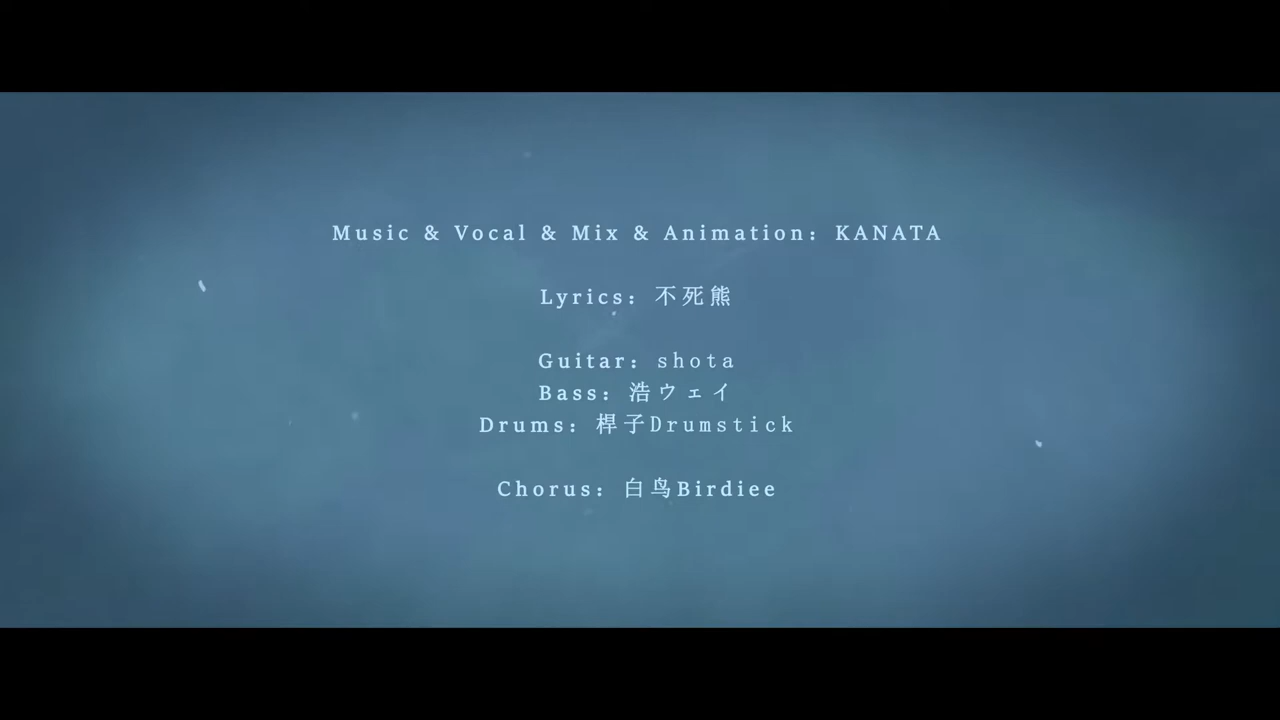 Music & Vocal & Mix & Animation：KANATA
Lyrics：不死熊
Guitar：shota
Bass：浩ウェイ
Drums：桿子Drumstick
Chorus：白鸟Birdiee